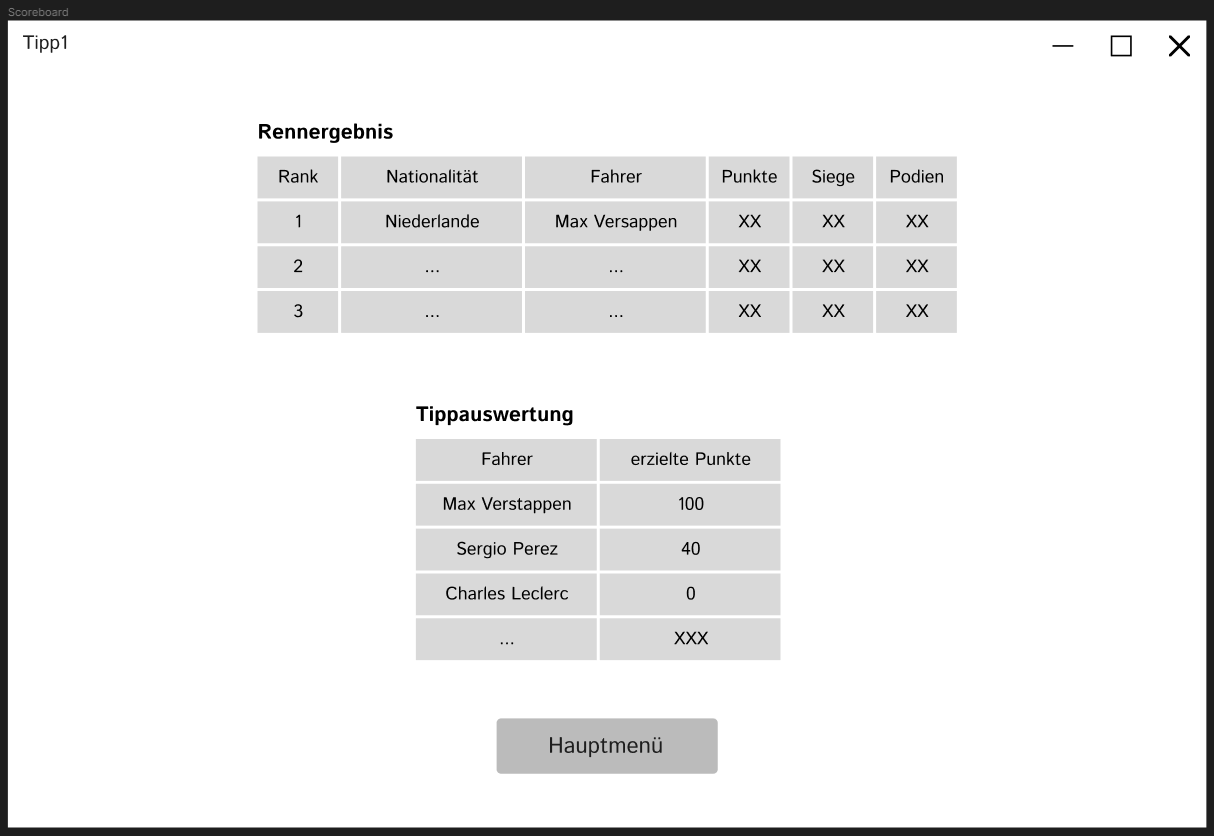 Scoreboard
Tipp1
Rennergebnis
Rank Nationalität Fahrer Punkte Siege Podien
1 Niederlande Max Versappen XX XX XX
2 ... ... XX XX XX
3 ... ... XX XX XX
Tippauswertung
Fahrer erzielte Punkte
Max Verstappen 100
Sergio Perez 40
Charles Leclerc 0
... XXX
Hauptmenü